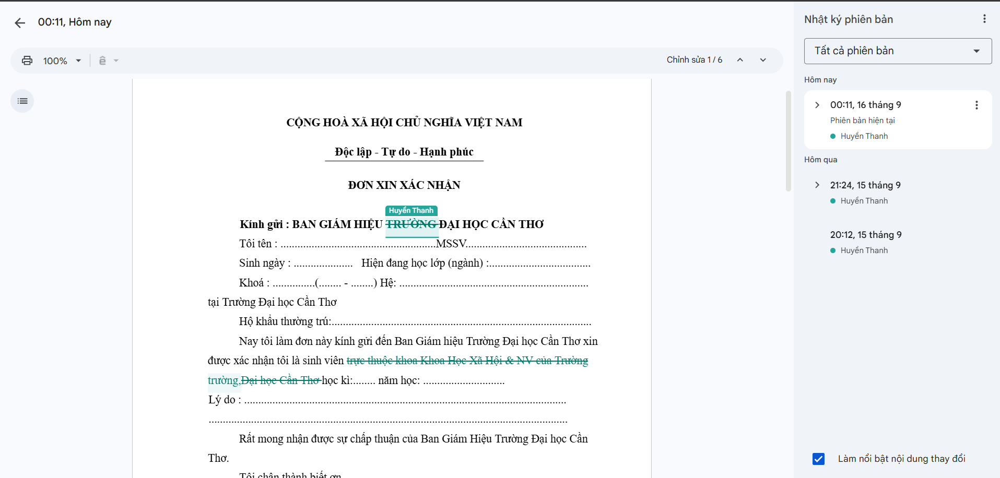 00:11, Hôm nay
100%
Chỉnh sửa 1 / 6
CỘNG HOÀ XÃ HỘI CHỦ NGHĨA VIỆT NAM
Độc lập - Tự do - Hạnh phúc
ĐƠN XIN XÁC NHẬN
Huyền Thanh
Kính gửi : BAN GIÁM HIỆU TRƯỜNG ĐẠI HỌC CẦN THƠ
Tôi tên : .......................................................MSSV...........................................
Sinh ngày : ..................... Hiện đang học lớp (ngành) :....................................
Khoá : ...............(........ - ........) Hệ: ...................................................................
tại Trường Đại học Cần Thơ
Hộ khẩu thường trú:............................................................................................
Nay tôi làm đơn này kính gửi đến Ban Giám hiệu Trường Đại học Cần Thơ xin
được xác nhận tôi là sinh viên trực thuộc khoa Khoa Học Xã Hội & NV của Trường
trường,Đại học Cần Thơ học kì:........ năm học: .............................
Lý do : ..................................................................................................................
...............................................................................................................................
Rất mong nhận được sự chấp thuận của Ban Giám Hiệu Trường Đại học Cần
Thơ.
Tôi chân thành biết ơn
Nhật ký phiên bản
Tất cả phiên bản
Hôm nay
00:11, 16 tháng 9
Phiên bản hiện tại
Huyền Thanh
Hôm qua
21:24, 15 tháng 9
Huyền Thanh
20:12, 15 tháng 9
Huyền Thanh
Làm nổi bật nội dung thay đổi